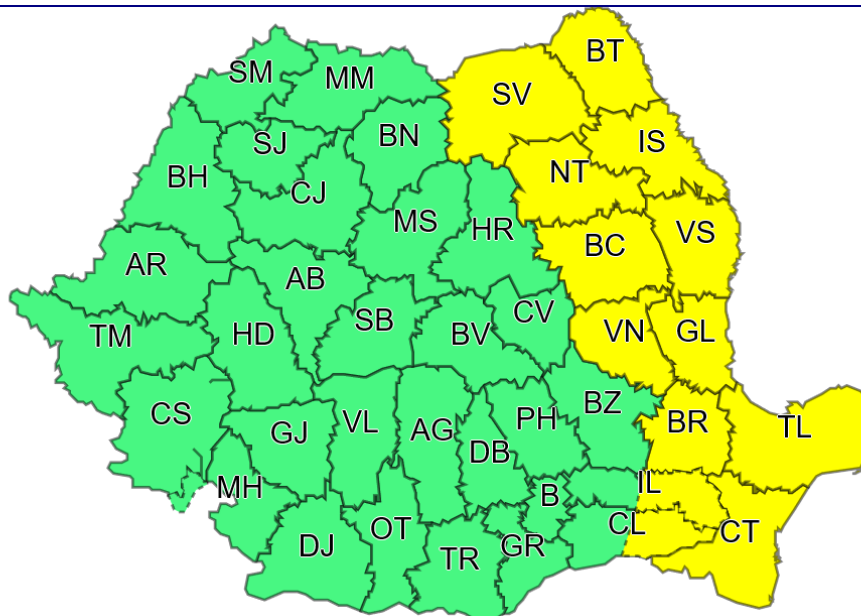 BT
SM
MM
SV
IS
SJ
BN
NT
BH
CJ
MS
HR
BC
VS
AR
AB
TM
HD
SB
BV
CV
VN
GL
CS
GJ
VL
AG
PH
BZ
BR
TL
DB
MH
B
IL
DJ
OT
TR
GR
CL
CT